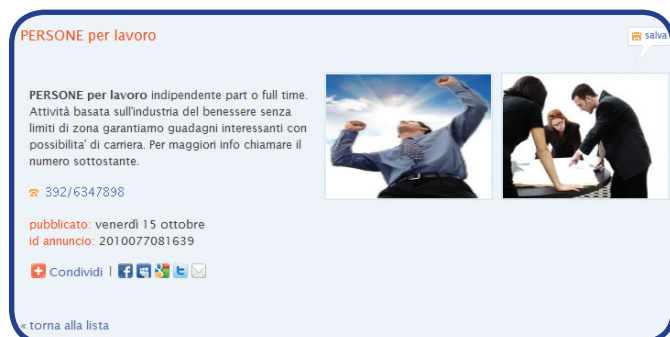 PERSONE per lavoro
salva
PERSONE per lavoro indipendente part o full time.
Attività basata sull'industria del benessere senza
limiti di zona garantiamo guadagni interessanti con
possibilita' di carriera. Per maggiori info chiamare il
numero sottostante.
392/6347898
pubblicato: venerdì 15 ottobre
id annuncio: 2010077081639
Condividi |
« torna alla lista